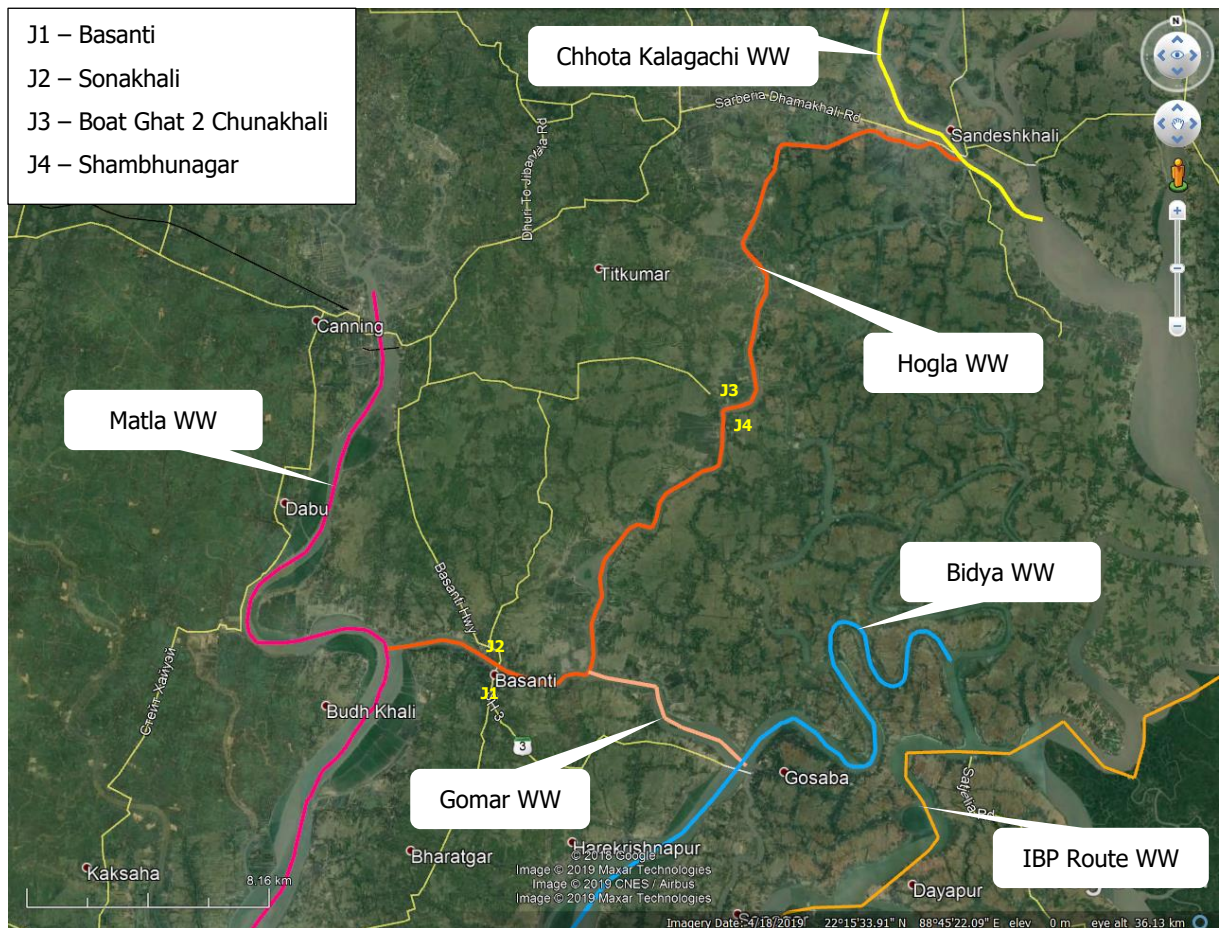 J1 – Basanti
J2 – Sonakhali
J3 – Boat Ghat 2 Chunakhali
J4 – Shambhunagar
Chhota Kalagachi WW
N
Sarberia Dhamakhali Rd
Sandeshkhali
Titkumar
Canning
Hogla WW
J3
Matla WW
J4
Dabu
Bidya WW
Basanti Hwy
J2
Basanti
J1
Стейт Хайуэй
Budh Khali
3
Gosaba
Gomar WW
Harekrishnapur
Bharatgar
IBP Route WW
© 2018 Google
Image © 2019 Maxar Technologies
Image © 2019 CNES / Airbus
Image © 2019 Maxar Technologies
Kaksaha
8.16 km
Dayapur
Imagery Date: 4/18/2019 22°15'33.91" N 88°45'22.09" E elev 0 m eye alt 36.13 km